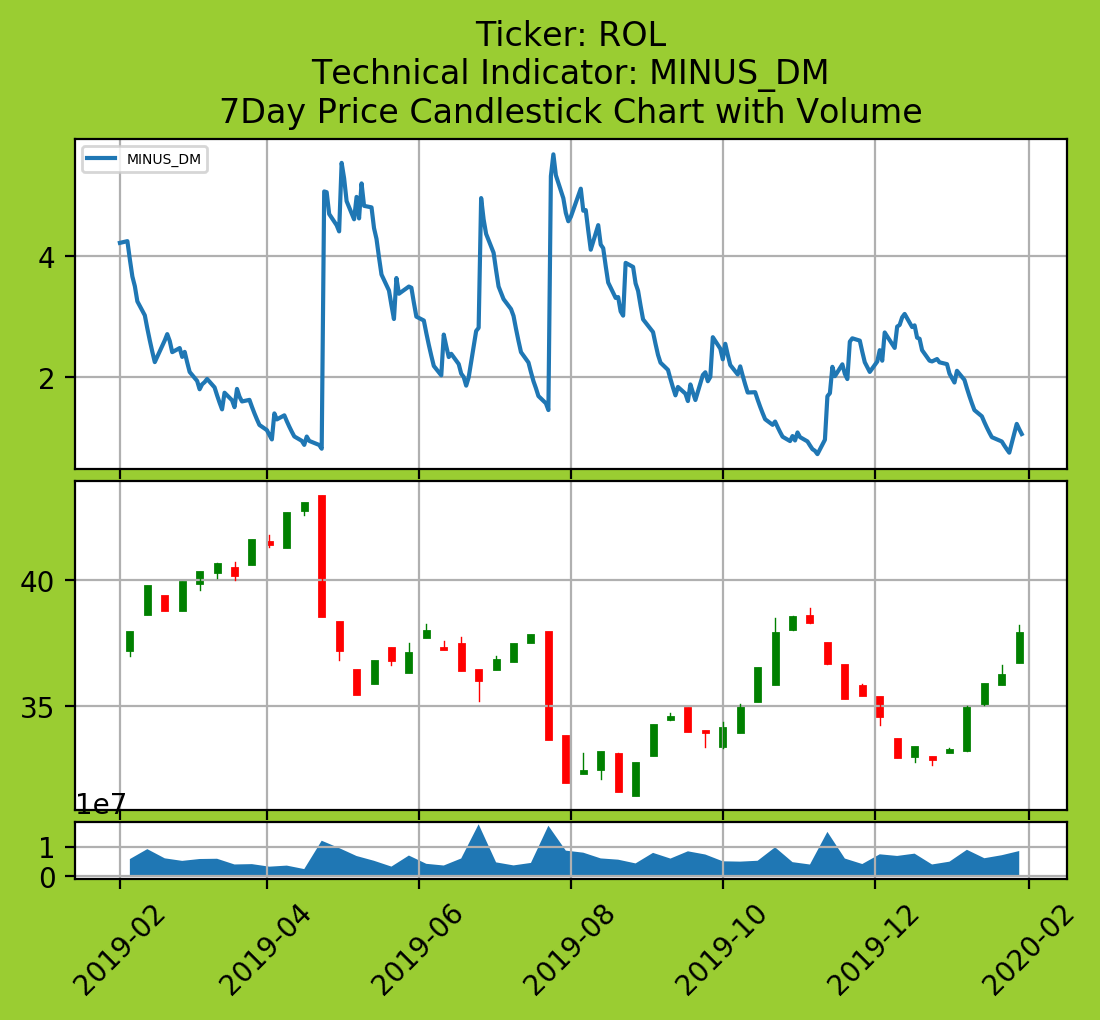 Ticker: ROL
Technical Indicator: MINUS_DM
7Day Price Candlestick Chart with Volume
MINUS_DM
4
2
40
35
1e7
1
0
2019-02
2019-04
2019-06
2019-08
2019-10
2019-12
2020-02